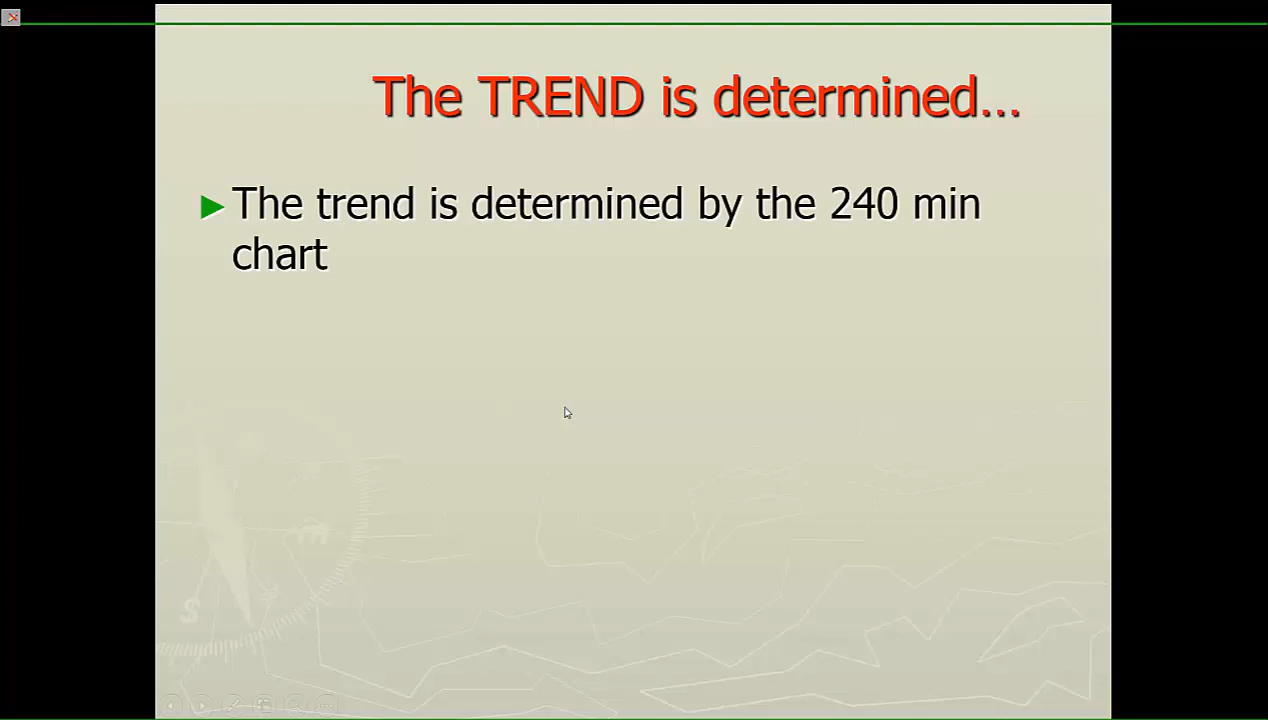 The TREND is determined...
►The trend is determined by the 240 min
chart
S